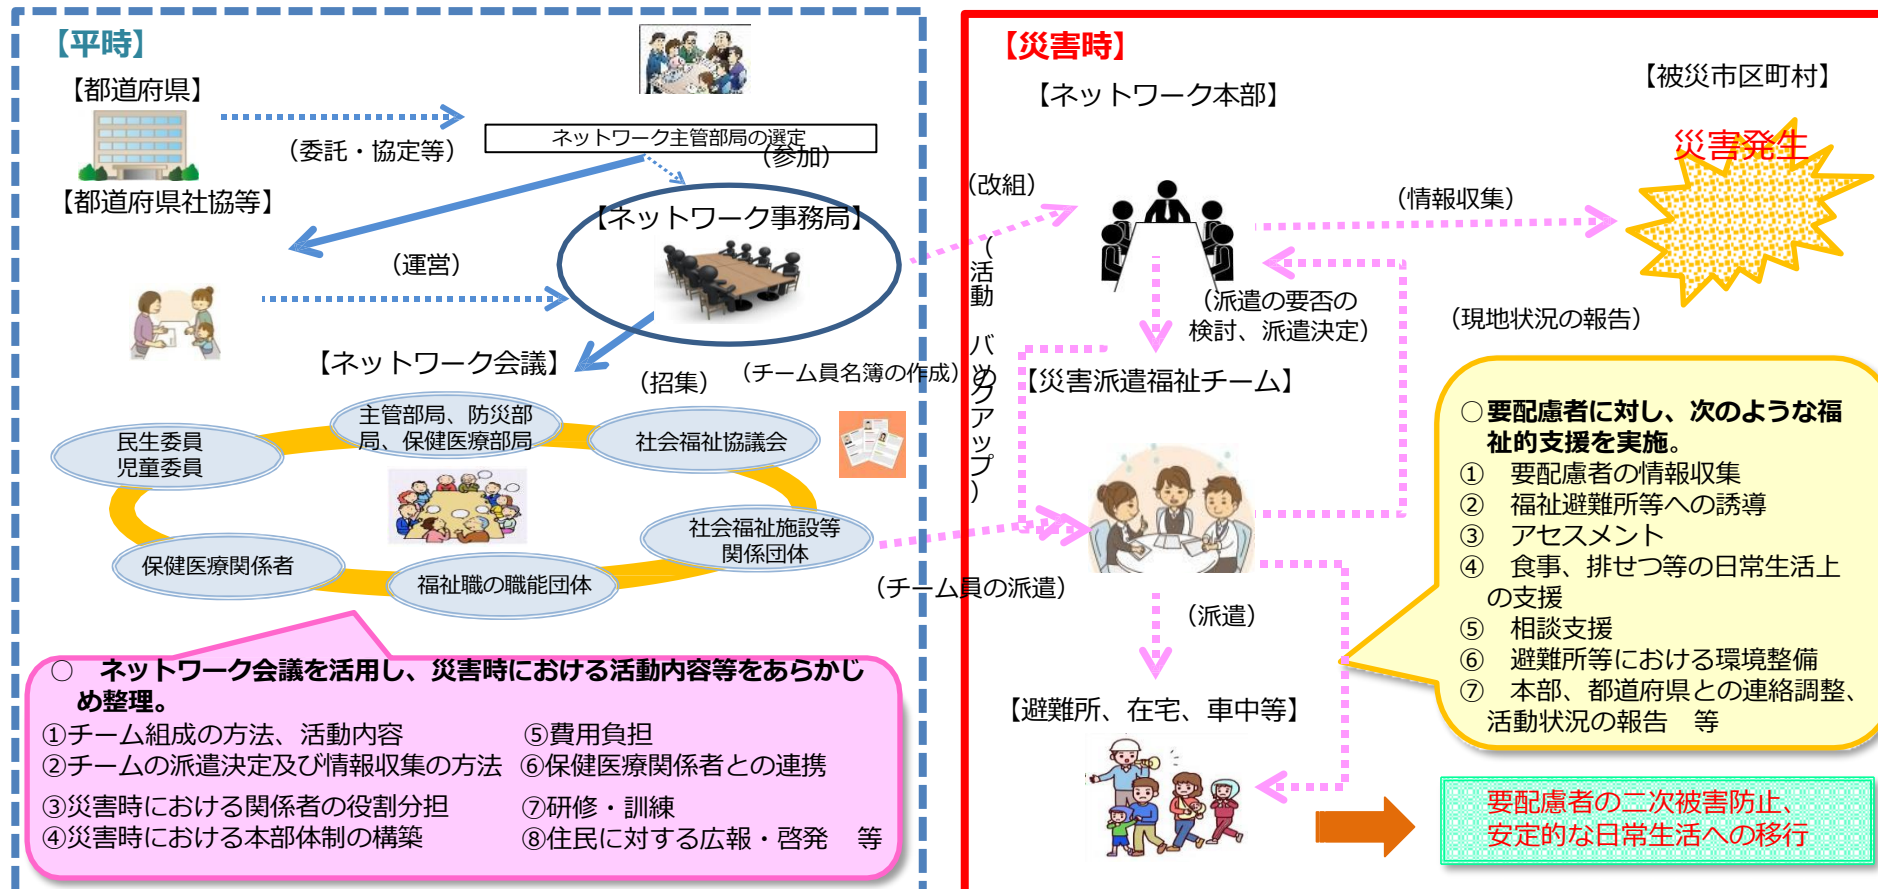 【平時】
【都道府県】
（委託・協定等）
ネットワーク主管部局の選定
（参加）
【都道府県社協等】
【ネットワーク事務局】
（運営）
【ネットワーク会議】
（招集）
（チーム員名簿の作成）
主管部局、防災部
局、保健医療部局
民生委員
児童委員
社会福祉協議会
社会福祉施設等
関係団体
保健医療関係者
福祉職の職能団体
○　ネットワーク会議を活用し、災害時における活動内容等をあらかじ
め整理。
①チーム組成の方法、活動内容
②チームの派遣決定及び情報収集の方法
③災害時における関係者の役割分担
④災害時における本部体制の構築
⑤費用負担
⑥保健医療関係者との連携
⑦研修・訓練
⑧住民に対する広報・啓発　等
【災害時】
【ネットワーク本部】
【被災市区町村】
災害発生
（改組）
（情報収集）
（活動のバックアップ）
（派遣の要否の
検討、派遣決定）
（現地状況の報告）
【災害派遣福祉チーム】
（チーム員の派遣）
（派遣）
【避難所、在宅、車中等】
○要配慮者に対し、次のような福
祉的支援を実施。
①　要配慮者の情報収集
②　福祉避難所等への誘導
③　アセスメント
④　食事、排せつ等の日常生活上
の支援
⑤　相談支援
⑥　避難所等における環境整備
⑦　本部、都道府県との連絡調整、
活動状況の報告　等
要配慮者の二次被害防止、
安定的な日常生活への移行